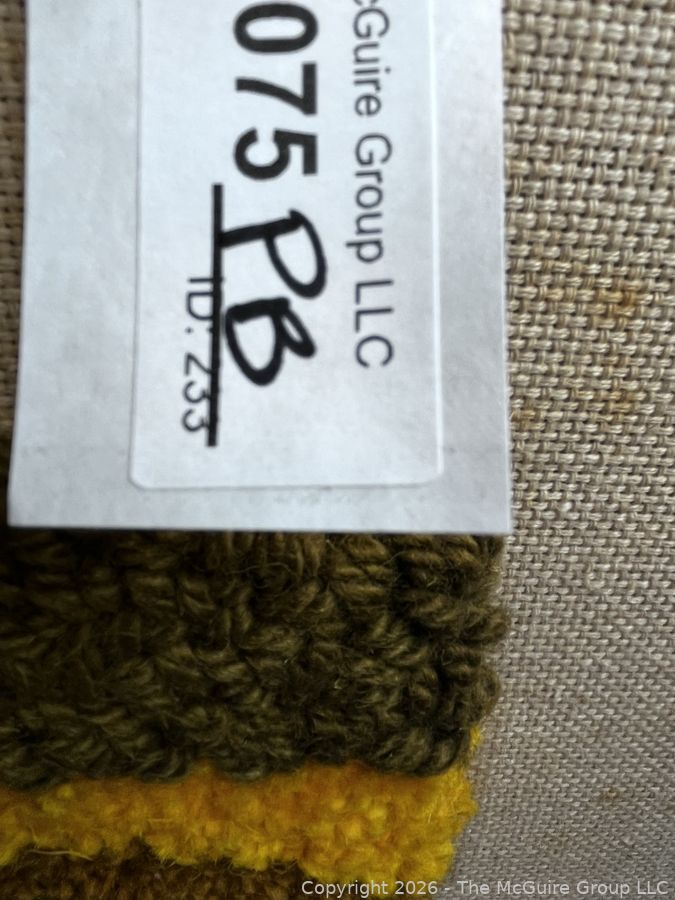 cGuire Group LLC
075 PB
ID: 233
Copyright 2026 - The McGuire Group LLC